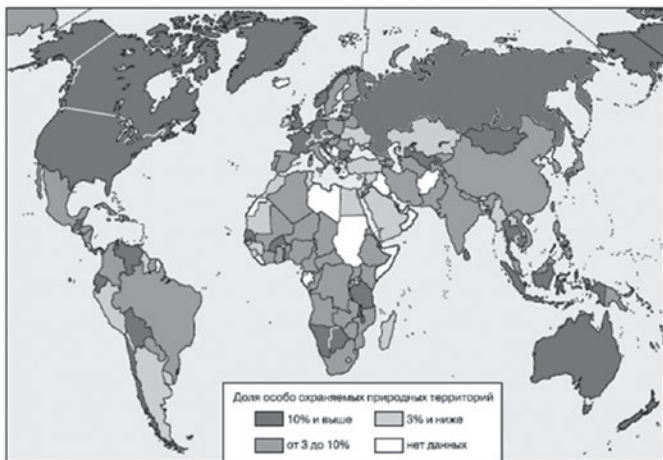 Доля особо охраняемых природных территорий
10% и выше
3% и ниже
от 3 до 10%
нет данных